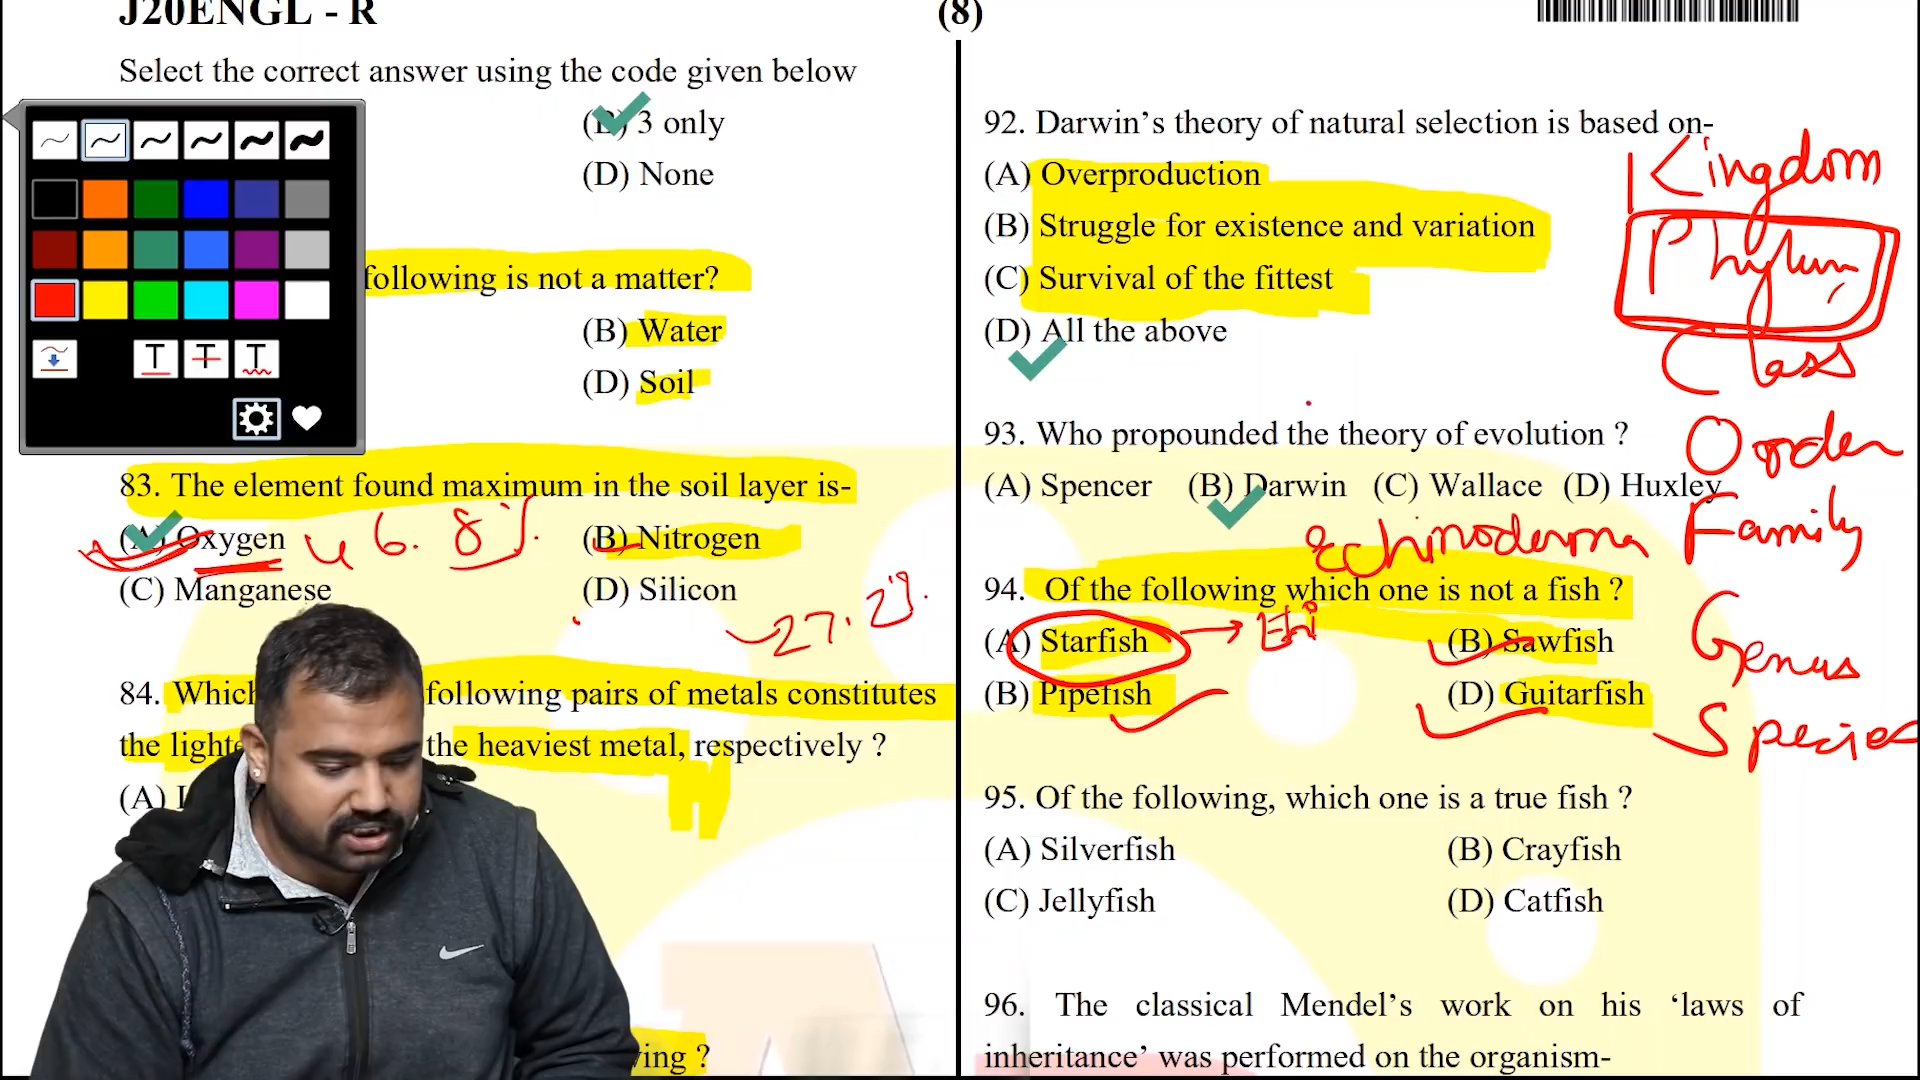 J20ENGL - R
(8)
Select the correct answer using the code given below
(B) 3 only
(D) None
following is not a matter?
(B) Water
(D) Soil
83. The element found maximum in the soil layer is-
(A) Oxygen
46.8%
(B) Nitrogen
(C) Manganese
(D) Silicon
27.2%
84. Which following pairs of metals constitutes
the lighte the heaviest metal, respectively ?
(A)
ving ?
92. Darwin’s theory of natural selection is based on-
(A) Overproduction
(B) Struggle for existence and variation
(C) Survival of the fittest
(D) All the above
93. Who propounded the theory of evolution ?
(A) Spencer (B) Darwin (C) Wallace (D) Huxley
Echinoderma
94. Of the following which one is not a fish ?
(A) Starfish
(B) Sawfish
(B) Pipefish
(D) Guitarfish
95. Of the following, which one is a true fish ?
(A) Silverfish
(B) Crayfish
(C) Jellyfish
(D) Catfish
96. The classical Mendel’s work on his ‘laws of
inheritance’ was performed on the organism-
Kingdom
Phylum
Class
Order
Family
Genus
Species